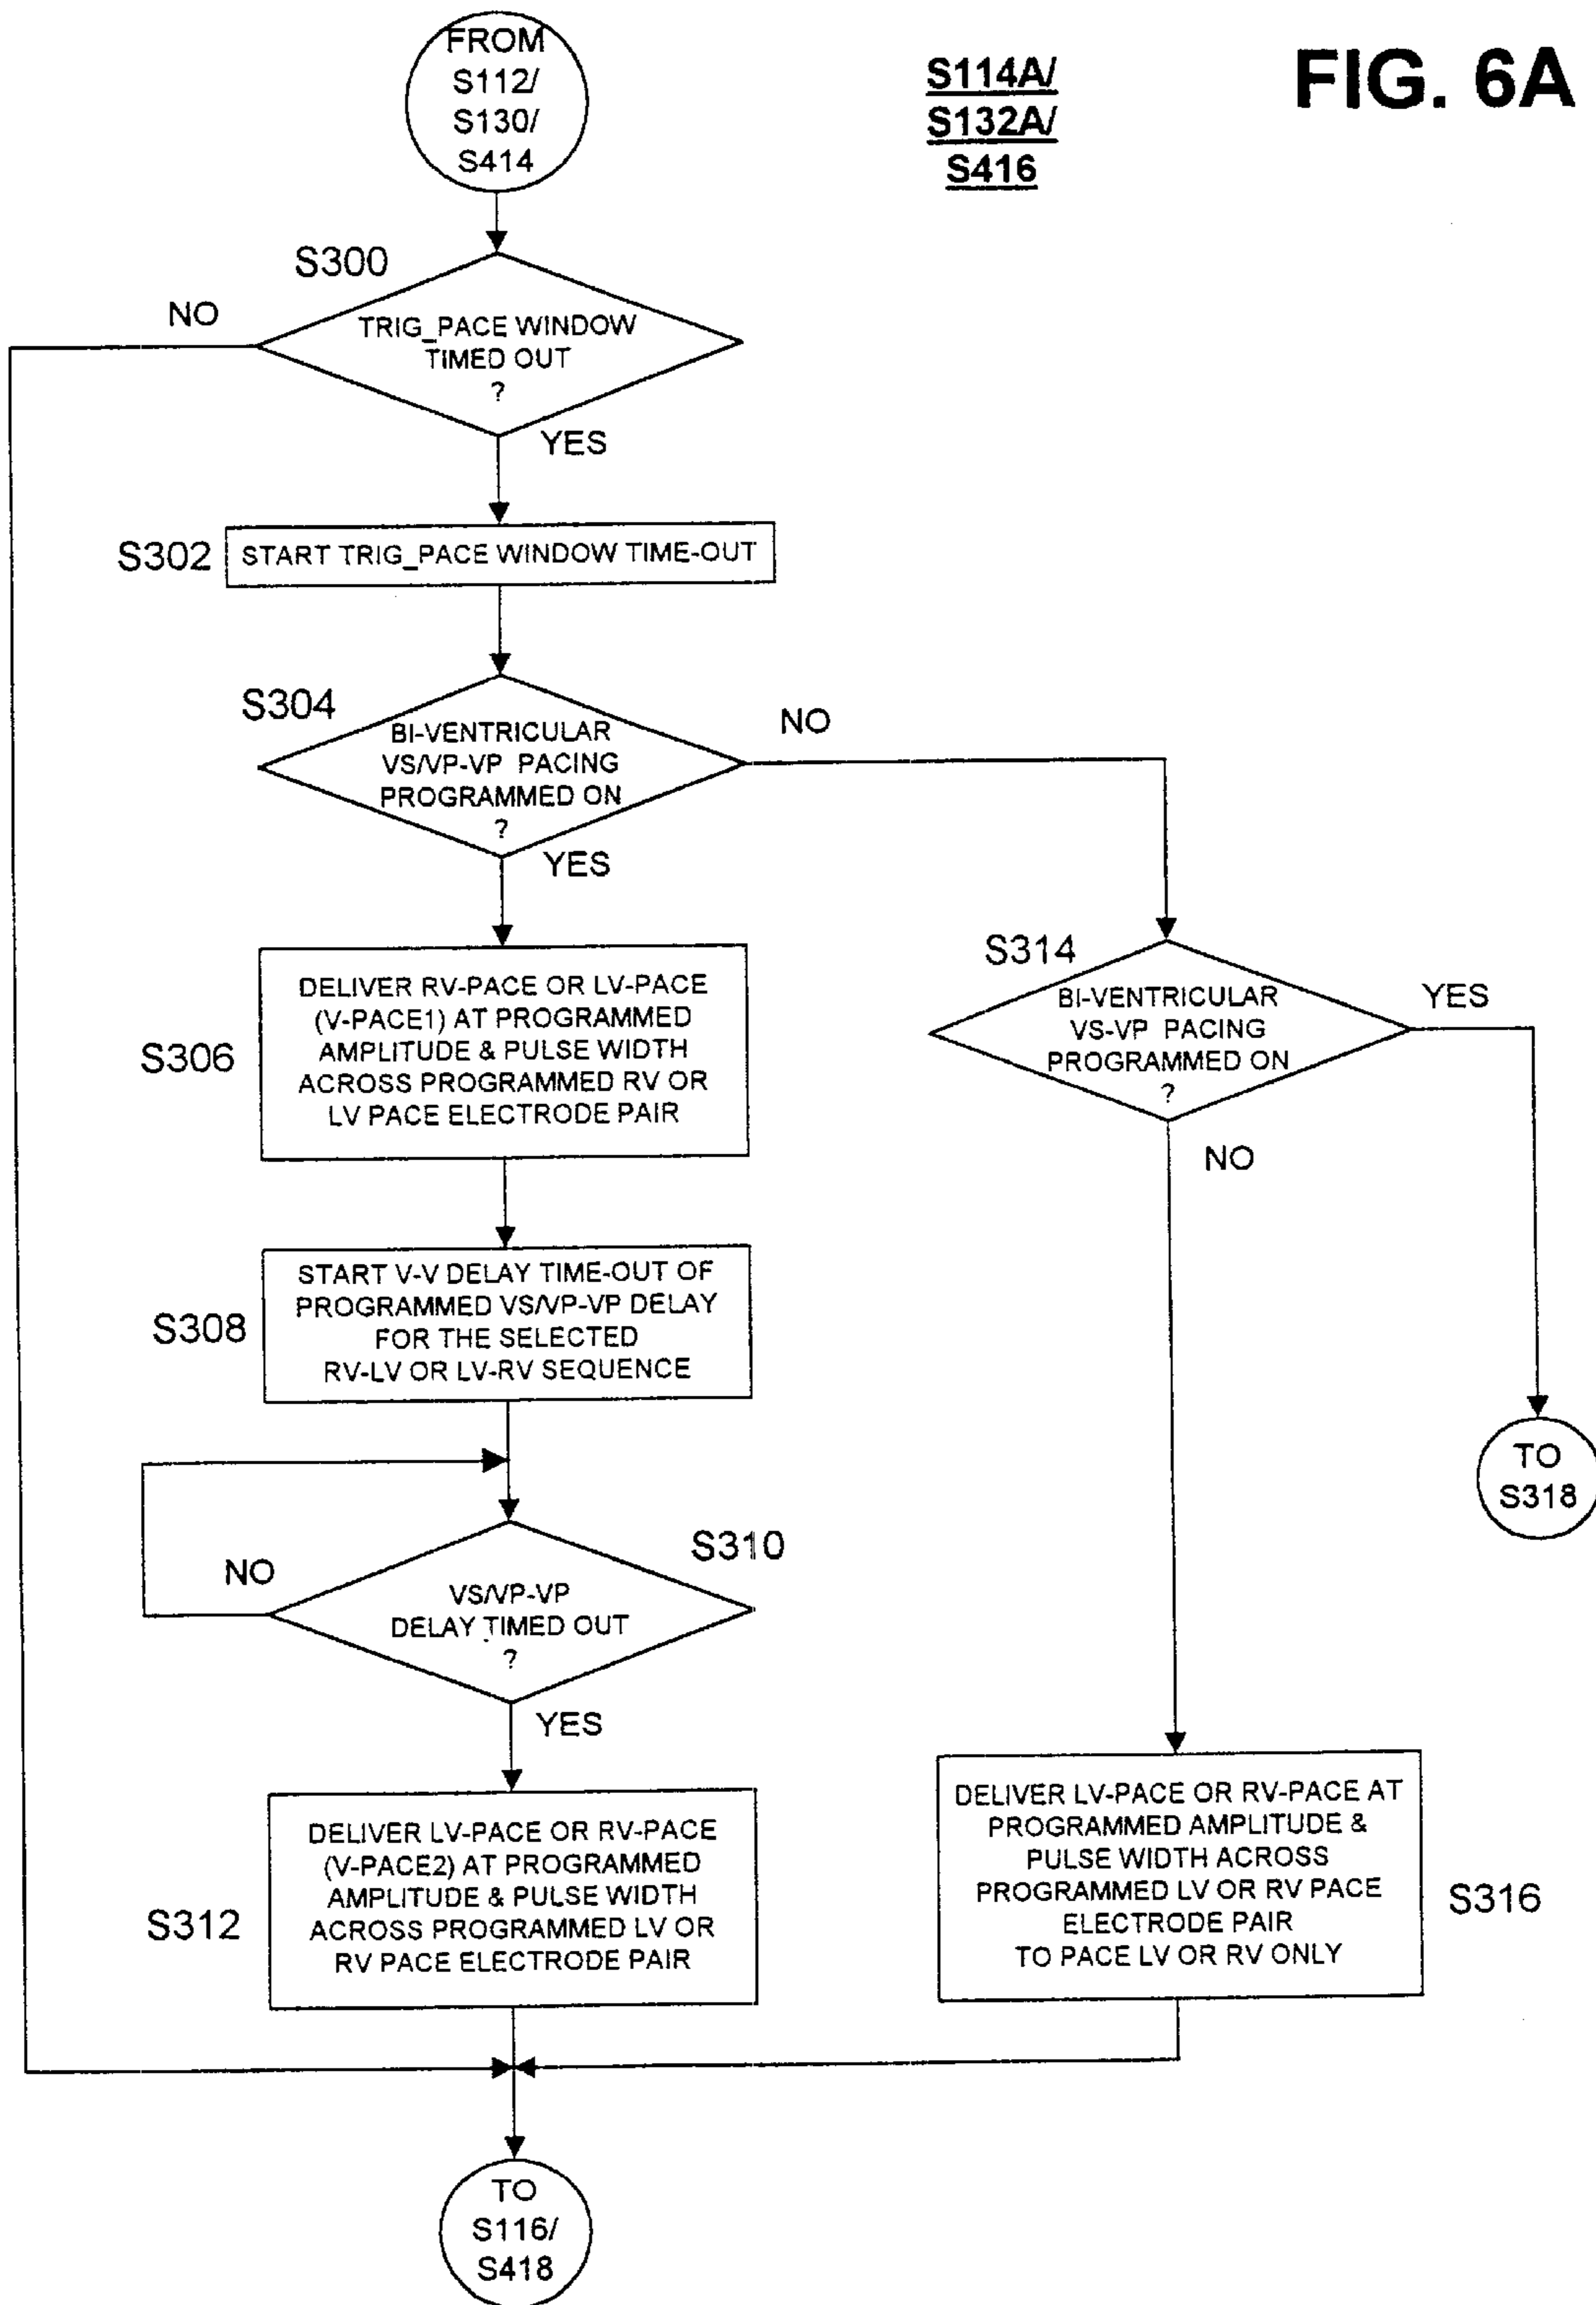 FROM
S112/
S130/
S414
S114A/
S132A/
S416
FIG. 6A
S300
NO
TRIG_PACE WINDOW
TIMED OUT
?
YES
S302
START TRIG_PACE WINDOW TIME-OUT
S304
BI-VENTRICULAR
VS/VP-VP PACING
PROGRAMMED ON
?
NO
YES
S306
DELIVER RV-PACE OR LV-PACE
(V-PACE1) AT PROGRAMMED
AMPLITUDE & PULSE WIDTH
ACROSS PROGRAMMED RV OR
LV PACE ELECTRODE PAIR
S314
BI-VENTRICULAR
VS-VP PACING
PROGRAMMED ON
?
YES
NO
S308
START V-V DELAY TIME-OUT OF
PROGRAMMED VS/VP-VP DELAY
FOR THE SELECTED
RV-LV OR LV-RV SEQUENCE
TO
S318
S310
NO
VS/VP-VP
DELAY TIMED OUT
?
YES
S312
DELIVER LV-PACE OR RV-PACE
(V-PACE2) AT PROGRAMMED
AMPLITUDE & PULSE WIDTH
ACROSS PROGRAMMED LV OR
RV PACE ELECTRODE PAIR
DELIVER LV-PACE OR RV-PACE AT
PROGRAMMED AMPLITUDE &
PULSE WIDTH ACROSS
PROGRAMMED LV OR RV PACE
ELECTRODE PAIR
TO PACE LV OR RV ONLY
S316
TO
S116/
S418